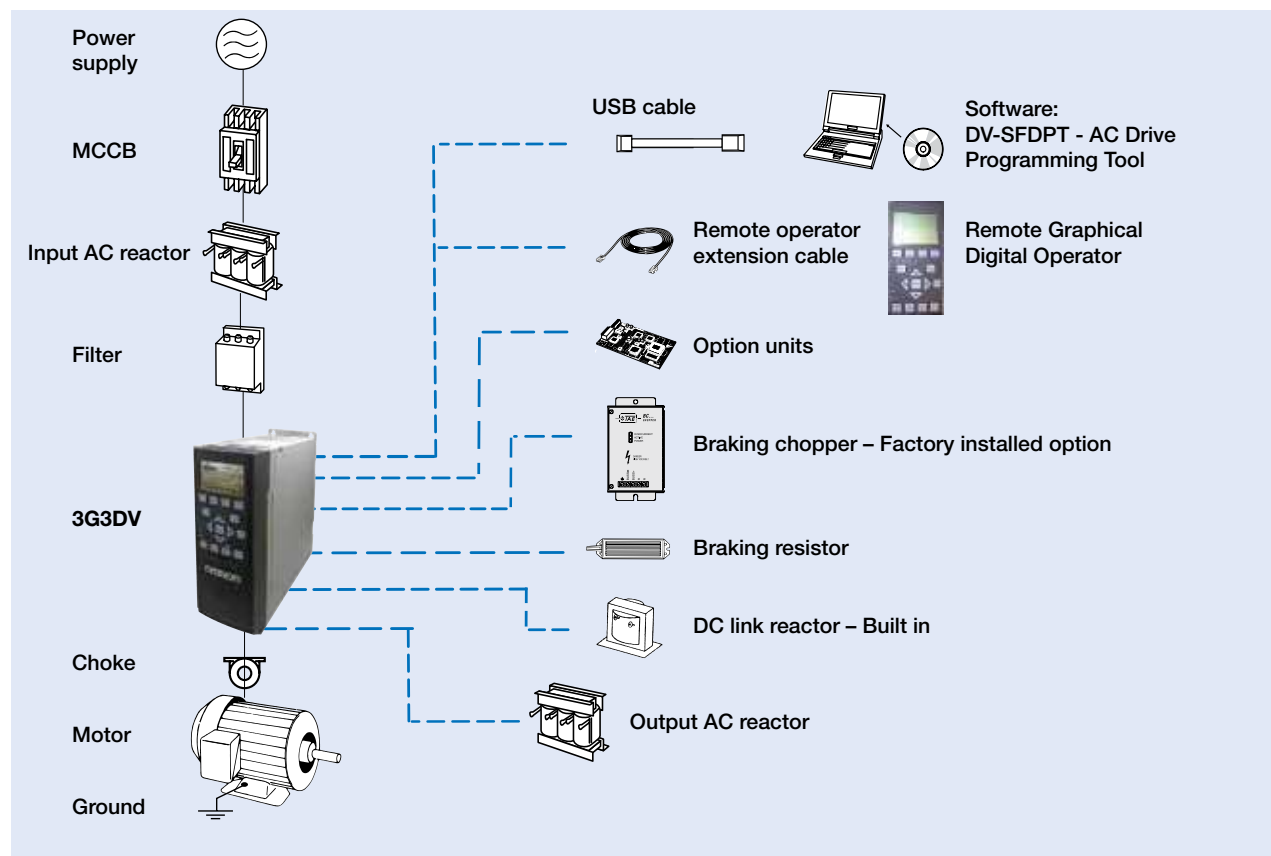 Power
supply
MCCB
Input AC reactor
Filter
3G3DV
Choke
Motor
Ground
USB cable
Software:
DV-SFDPT - AC Drive
Programming Tool
Remote operator
extension cable
Remote Graphical
Digital Operator
Option units
Braking chopper – Factory installed option
Braking resistor
DC link reactor – Built in
Output AC reactor